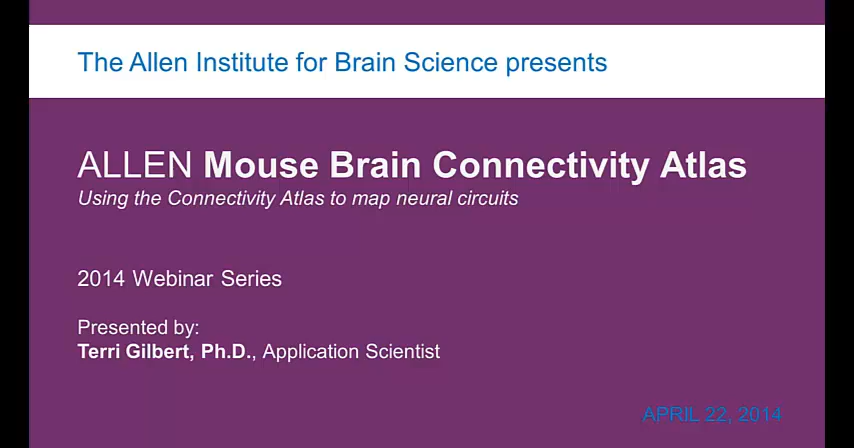 The Allen Institute for Brain Science presents
ALLEN Mouse Brain Connectivity Atlas
Using the Connectivity Atlas to map neural circuits
2014 Webinar Series
Presented by:
Terri Gilbert, Ph.D., Application Scientist
APRIL 22, 2014